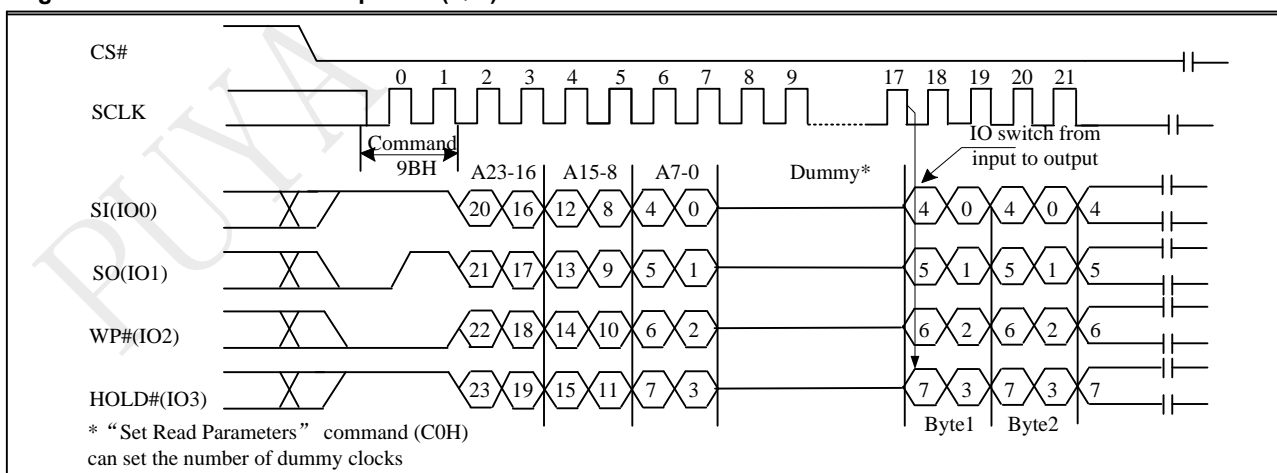 CS#
0 1 2 3 4 5 6 7 8 9 17 18 19 20 21
SCLK
IO switch from
input to output
Command
9BH
A23-16 A15-8 A7-0 Dummy*
SI(IO0) 20 16 12 8 4 0 4 0 4 0 4
SO(IO1) 21 17 13 9 5 1 5 1 5 1 5
WP#(IO2) 22 18 14 10 6 2 6 2 6 2 6
HOLD#(IO3) 23 19 15 11 7 3 7 3 7 3 7
Byte1 Byte2
* “Set Read Parameters” command (C0H)
can set the number of dummy clocks
PUYA